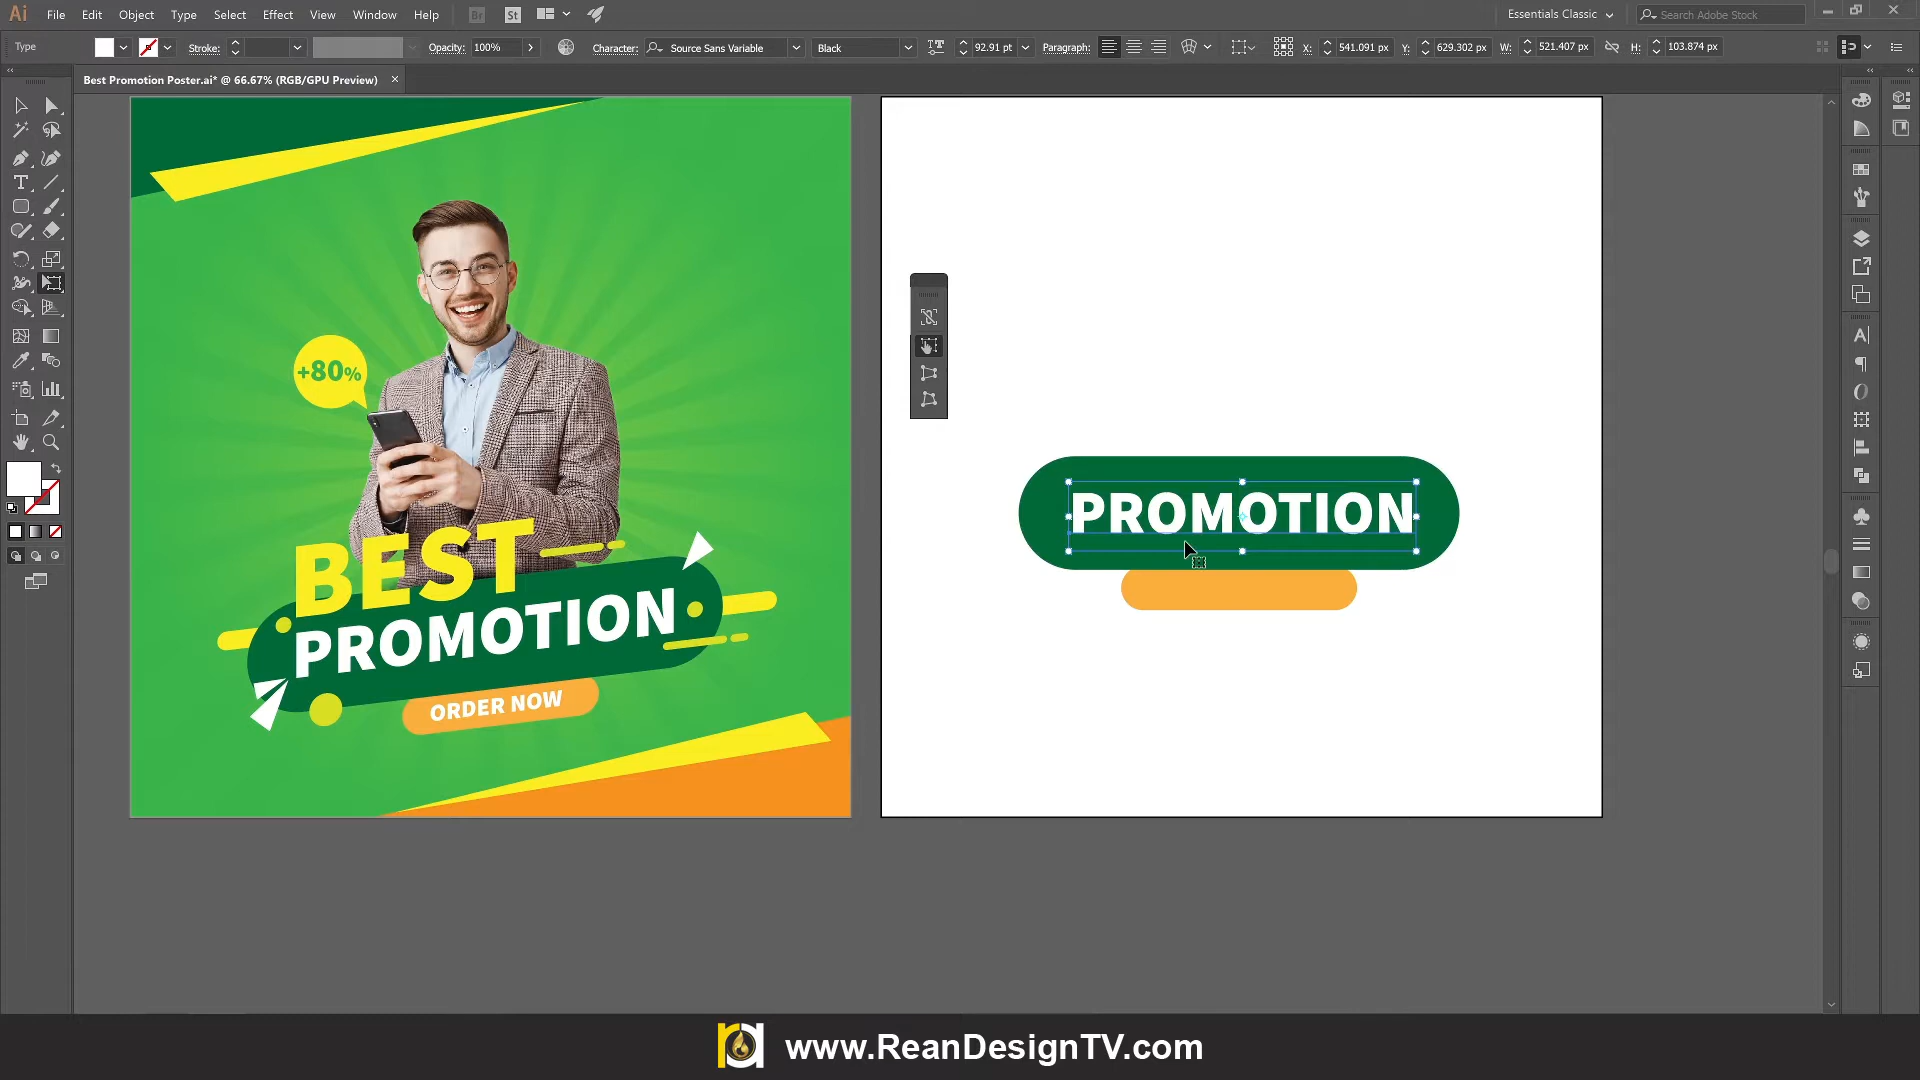 Ai File Edit Object Type Select Effect View Window Help Br St Essentials Classic Search Adobe Stock
Type Stroke: Opacity: 100% Character: Source Sans Variable Black 92.91 pt Paragraph: X: 541.091 px Y: 629.302 px W: 521.407 px H: 103.874 px
Best Promotion Poster.ai* @ 66.67% (RGB/GPU Preview)
+80%
BEST
PROMOTION
ORDER NOW
PROMOTION
www.ReanDesignTV.com